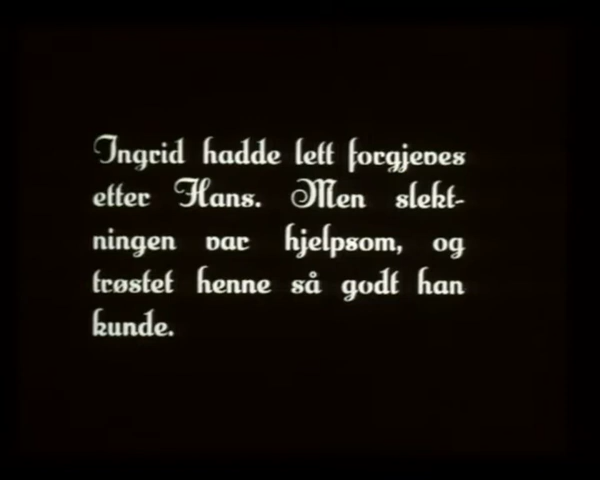 Ingrid hadde lett forgjeves
etter Hans. Men slekt-
ningen var hjelpsom, og
trøstet henne så godt han
kunde.